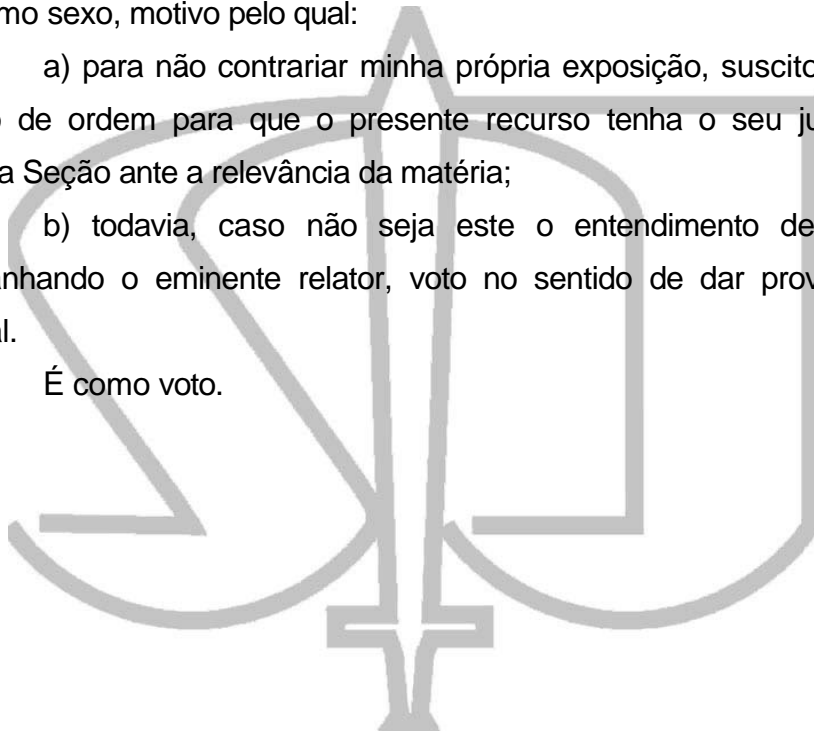 mo sexo, motivo pelo qual:
a) para não contrariar minha própria exposição, suscito
de ordem para que o presente recurso tenha o seu ju
a Seção ante a relevância da matéria;
b) todavia, caso não seja este o entendimento de
nhando o eminente relator, voto no sentido de dar prov
al.
É como voto.
STJ